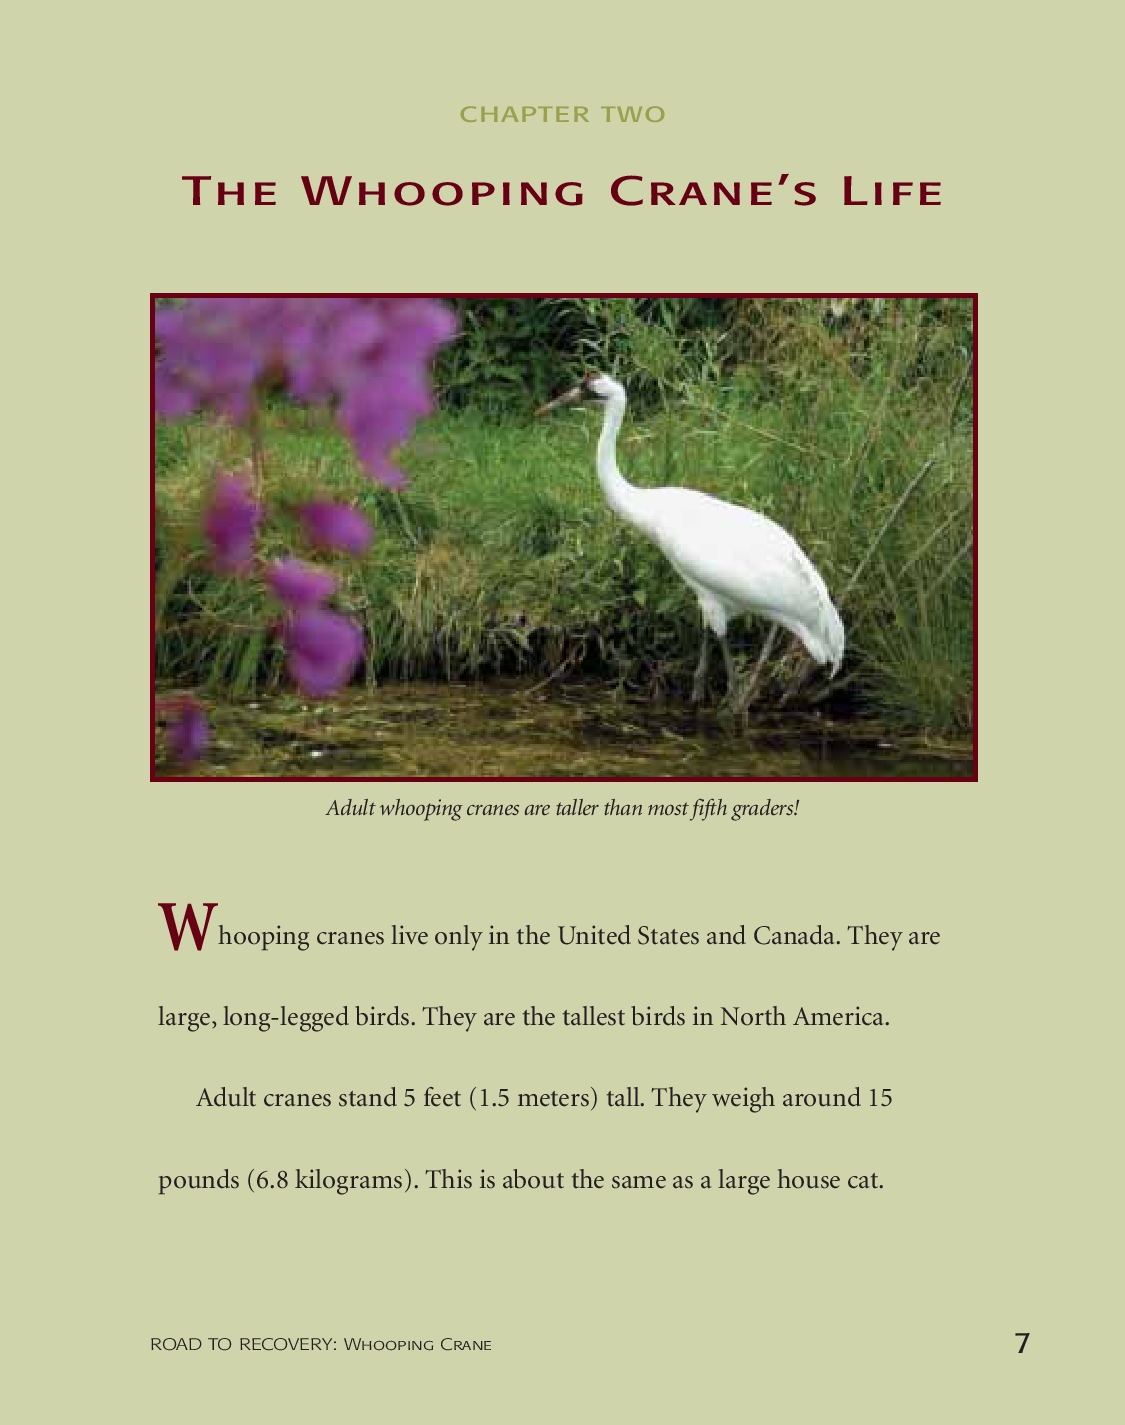 CHAPTER TWO
The Whooping Crane's Life
Adult whooping cranes are taller than most fifth graders!
Whooping cranes live only in the United States and Canada. They are
large, long-legged birds. They are the tallest birds in North America.
Adult cranes stand 5 feet (1.5 meters) tall. They weigh around 15
pounds (6.8 kilograms). This is about the same as a large house cat.
ROAD TO RECOVERY: Whooping Crane
7